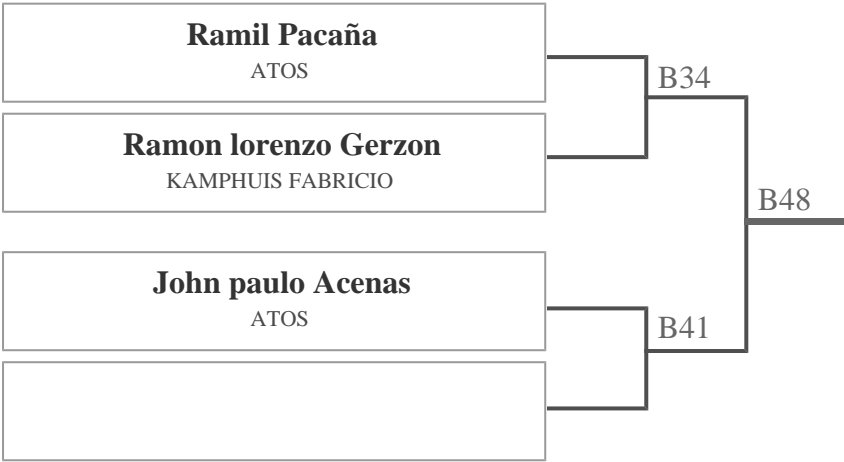 Ramil Pacaña
ATOS
B34
Ramon lorenzo Gerzon
KAMPHUIS FABRICIO
B48
John paulo Acenas
ATOS
B41